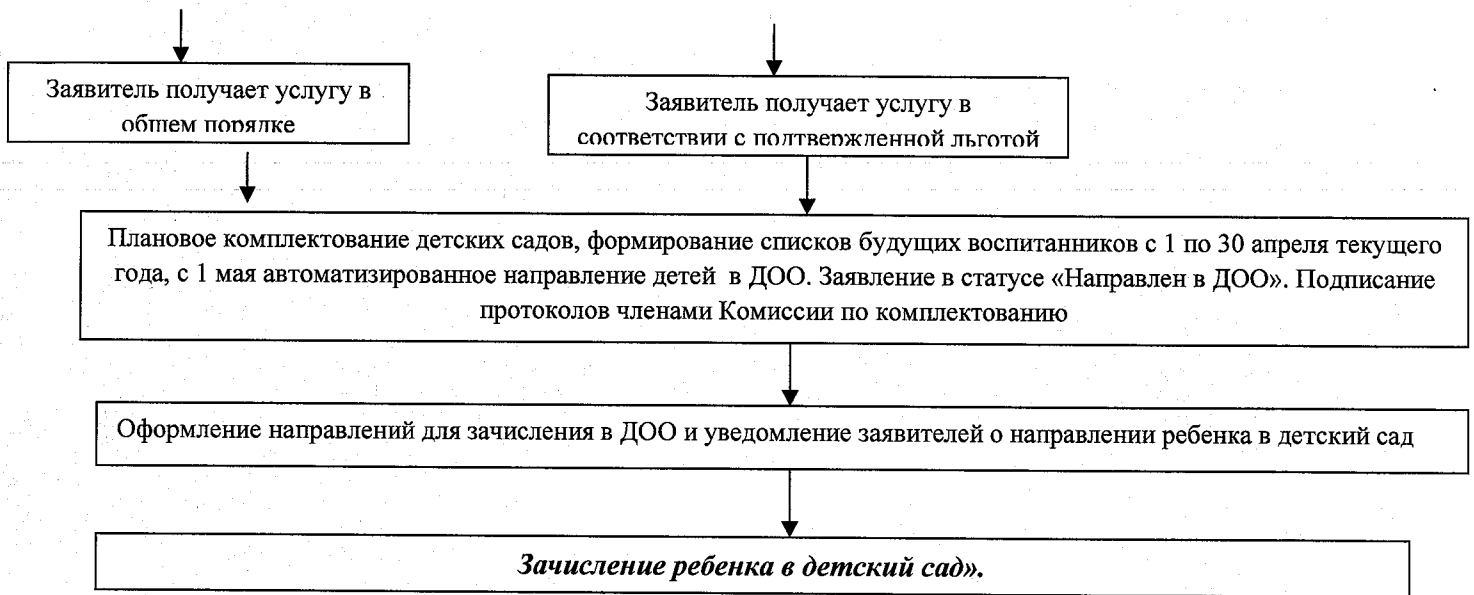 Заявитель получает услугу в
общем порядке
Заявитель получает услугу в
соответствии с подтвержденной льготой
Плановое комплектование детских садов, формирование списков будущих воспитанников с 1 по 30 апреля текущего
года, с 1 мая автоматизированное направление детей в ДОО. Заявление в статусе «Направлен в ДОО». Подписание
протоколов членами Комиссии по комплектованию
Оформление направлений для зачисления в ДОО и уведомление заявителей о направлении ребенка в детский сад
Зачисление ребенка в детский сад».